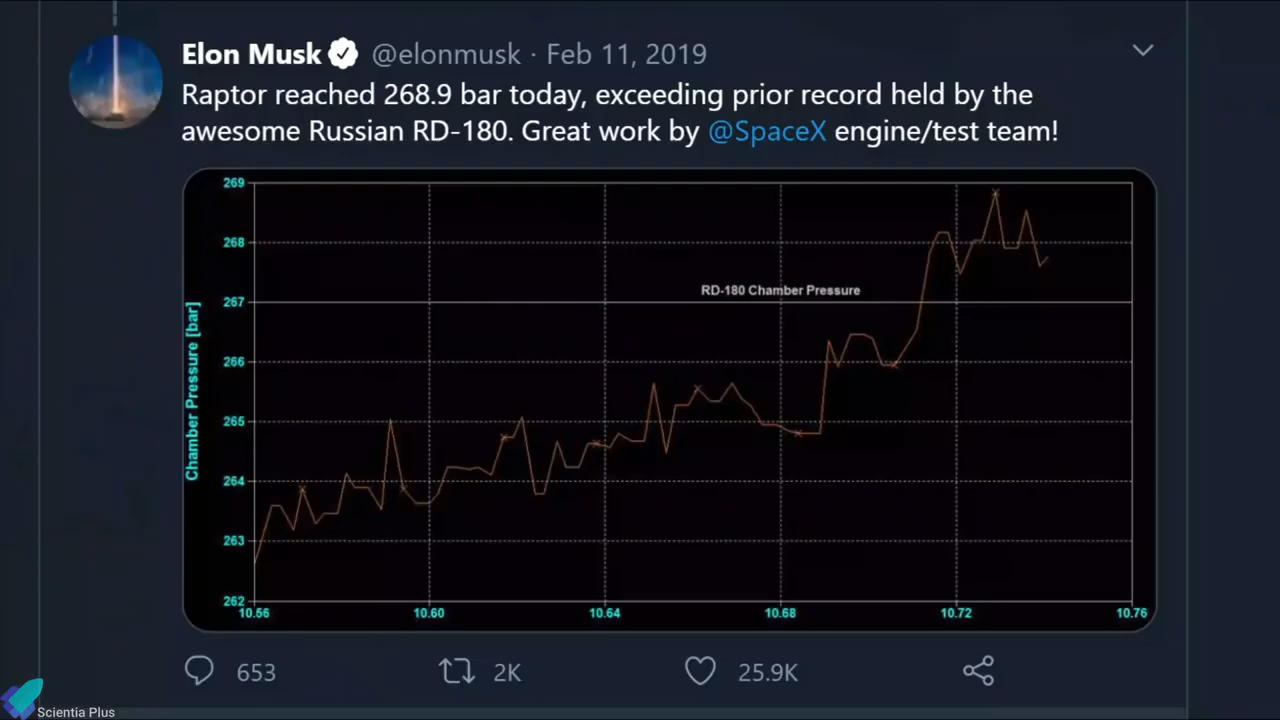 Elon Musk @elonmusk · Feb 11, 2019
Raptor reached 268.9 bar today, exceeding prior record held by the
awesome Russian RD-180. Great work by @SpaceX engine/test team!
269
268
RD-180 Chamber Pressure
267
266
265
264
263
262
Chamber Pressure [bar]
10.56 10.60 10.64 10.68 10.72 10.76
653 2K 25.9K
Scientia Plus